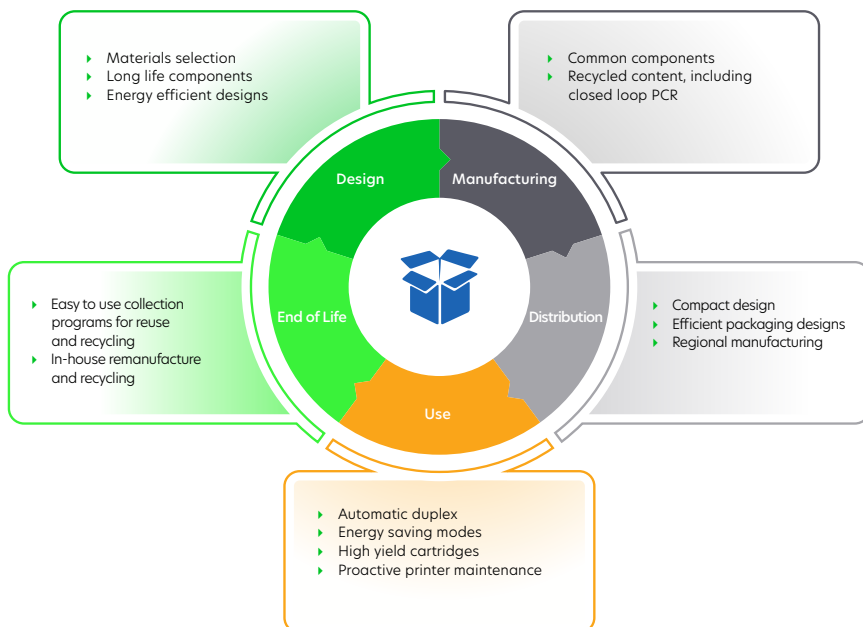 Materials selection
Long life components
Energy efficient designs
Common components
Recycled content, including
closed loop PCR
Design
Manufacturing
Easy to use collection
programs for reuse
and recycling
In-house remanufacture
and recycling
End of Life
Distribution
Compact design
Efficient packaging designs
Regional manufacturing
Use
Automatic duplex
Energy saving modes
High yield cartridges
Proactive printer maintenance